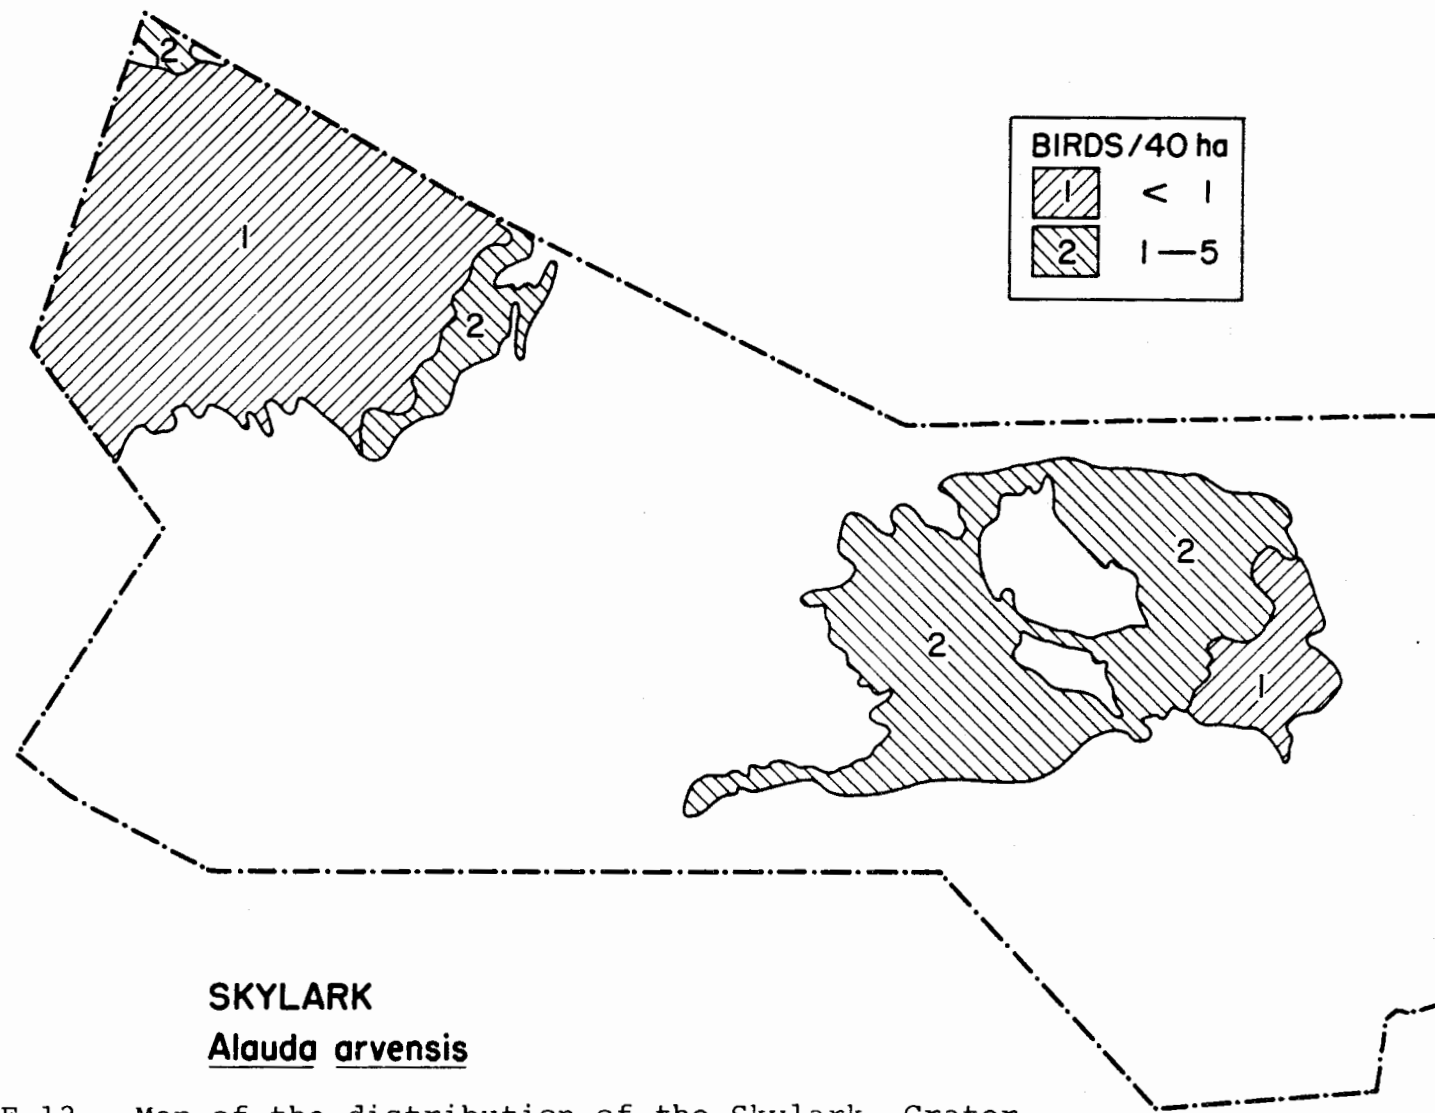 2
1
2
BIRDS/40 ha
1 < 1
2 1—5
2
2
1
SKYLARK
Alauda arvensis
Map of the distribution of the Skylark, Crater